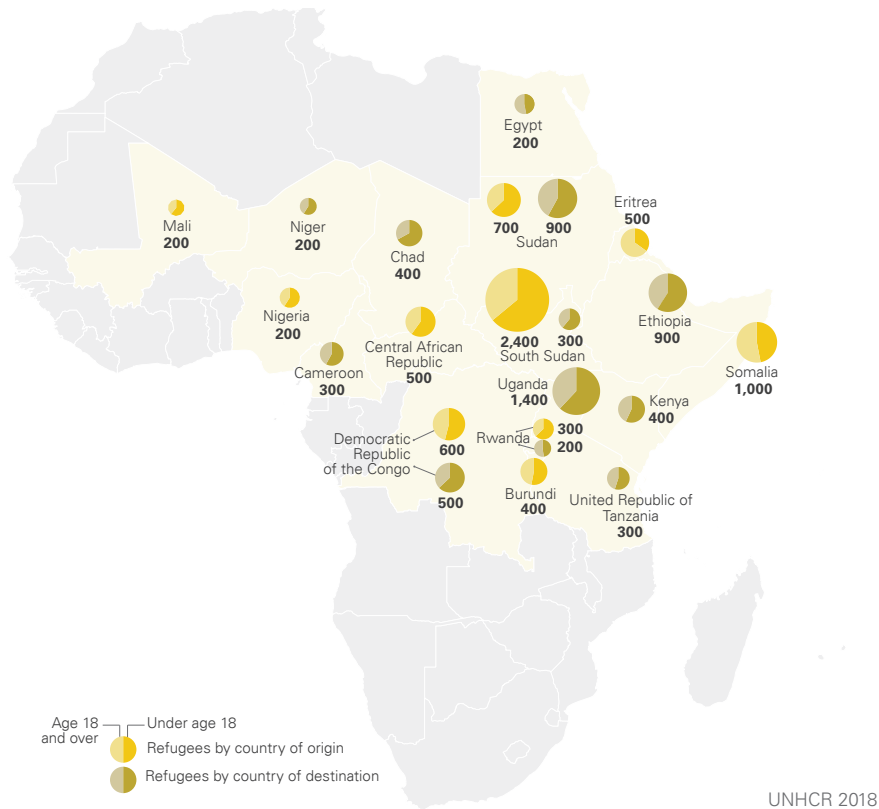 Egypt
200
Mali
200
Niger
200
Chad
400
700
900
Sudan
Eritrea
500
Nigeria
200
Central African
Republic
500
2,400
300
South Sudan
Ethiopia
900
Somalia
1,000
Cameroon
300
Uganda
1,400
Kenya
400
Democratic
Republic
of the Congo
600
500
Rwanda
300
200
Burundi
400
United Republic of
Tanzania
300
Age 18
and over
Under age 18
Refugees by country of origin
Refugees by country of destination
UNHCR 2018